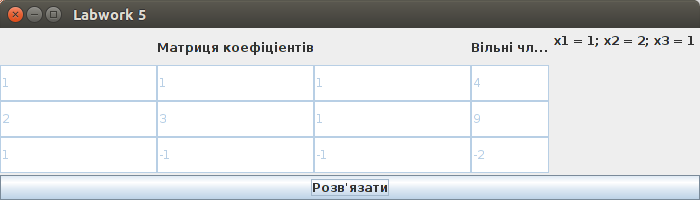 Labwork 5
Матриця коефіціентів Вільні чл... x1 = 1; x2 = 2; x3 = 1
1 1 1 4
2 3 1 9
1 -1 -1 -2
Розв'язати